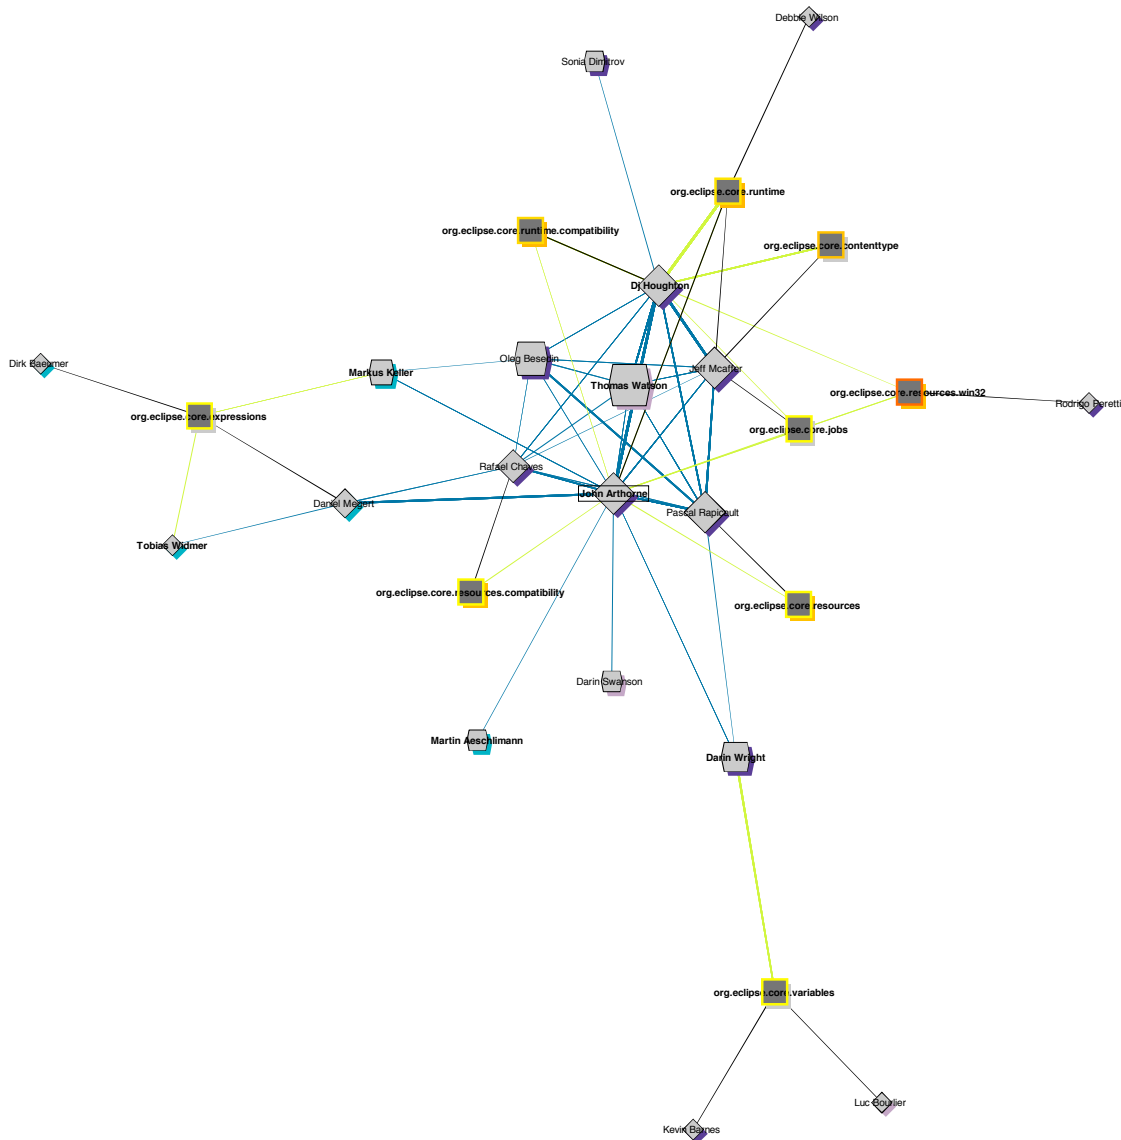 Debbie Wilson
Sonia Dimitrov
org.eclipse.core.runtime
org.eclipse.core.runtime.compatibility
org.eclipse.core.contenttype
Dj Houghton
Oleg Besedin
Dirk Baeumer
Markus Keller
Jeff Mcaffer
Thomas Watson
org.eclipse.core.resources.win32
Rodrigo Peretti
org.eclipse.core.expressions
org.eclipse.core.jobs
Rafael Chaves
John Arthorne
Daniel Megert
Pascal Rapicault
Tobias Widmer
org.eclipse.core.resources.compatibility
org.eclipse.core.resources
Darin Swanson
Martin Aeschlimann
Darin Wright
org.eclipse.core.variables
Luc Bourlier
Kevin Barnes